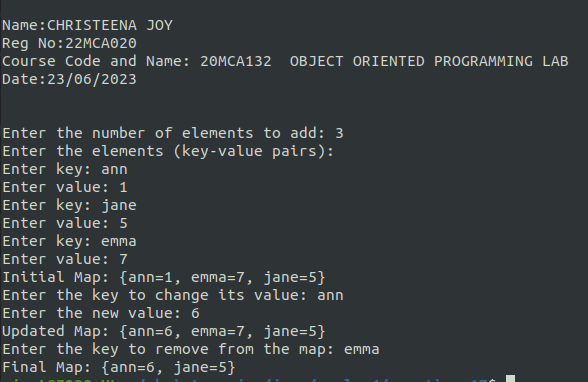 Name:CHRISTEENA JOY
Reg No:22MCA020
Course Code and Name: 20MCA132  OBJECT ORIENTED PROGRAMMING LAB
Date:23/06/2023
Enter the number of elements to add: 3
Enter the elements (key-value pairs):
Enter key: ann
Enter value: 1
Enter key: jane
Enter value: 5
Enter key: emma
Enter value: 7
Initial Map: {ann=1, emma=7, jane=5}
Enter the key to change its value: ann
Enter the new value: 6
Updated Map: {ann=6, emma=7, jane=5}
Enter the key to remove from the map: emma
Final Map: {ann=6, jane=5}